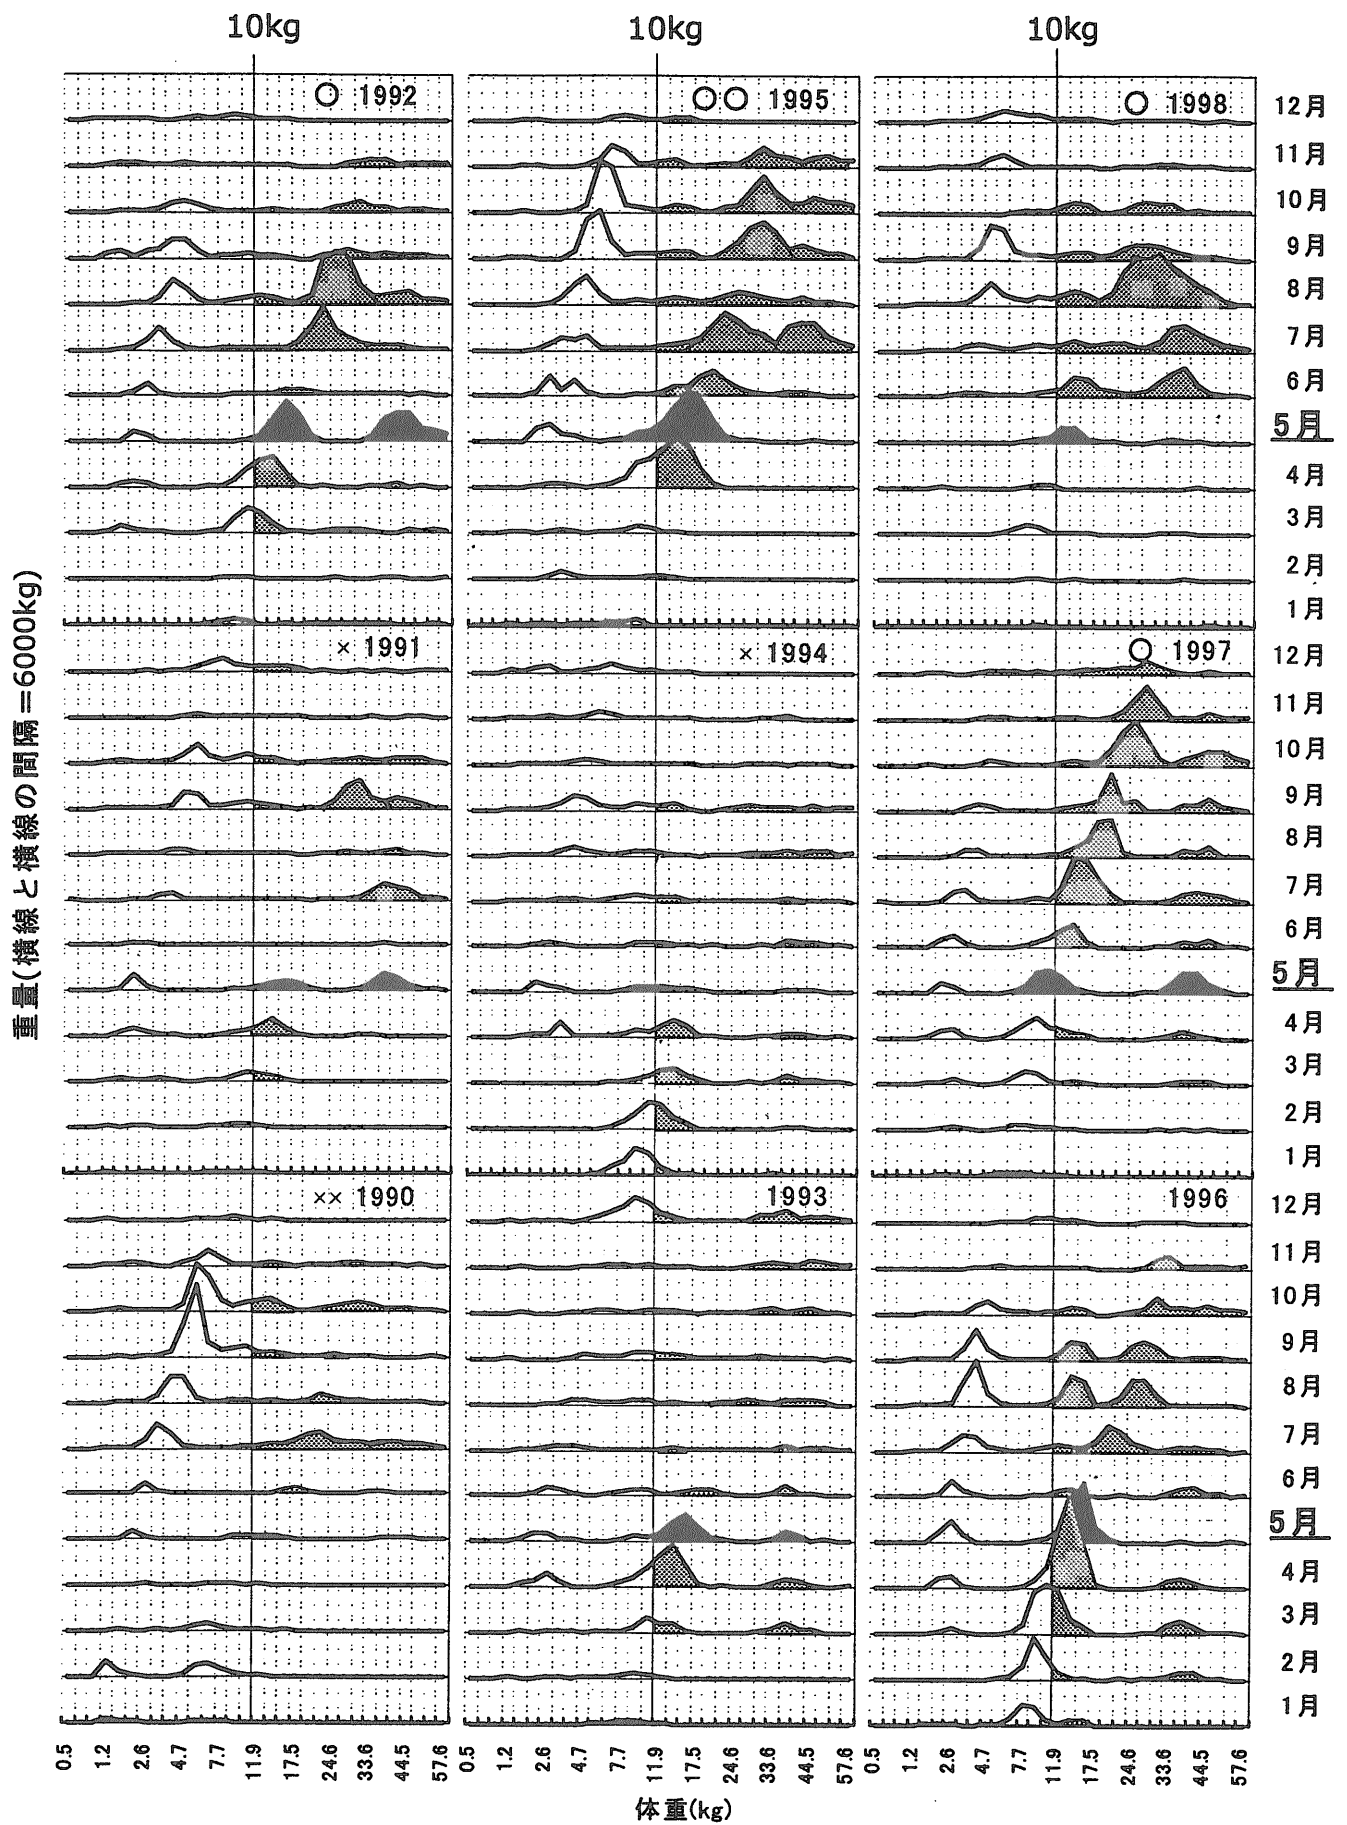 10kg 10kg 10kg
○ 1992 ○○ 1995 ○ 1998
12月
11月
10月
9月
8月
7月
6月
5月
4月
3月
2月
1月
× 1991 × 1994 ○ 1997
12月
11月
10月
9月
8月
7月
6月
5月
4月
3月
2月
1月
×× 1990 1993 1996
12月
11月
10月
9月
8月
7月
6月
5月
4月
3月
2月
1月
重量(横線と横線の間隔=6000kg)
0.5 1.2 2.6 4.7 7.7 11.9 17.5 24.6 33.6 44.5 57.6 0.5 1.2 2.6 4.7 7.7 11.9 17.5 24.6 33.6 44.5 57.6 0.5 1.2 2.6 4.7 7.7 11.9 17.5 24.6 33.6 44.5 57.6
体重(kg)